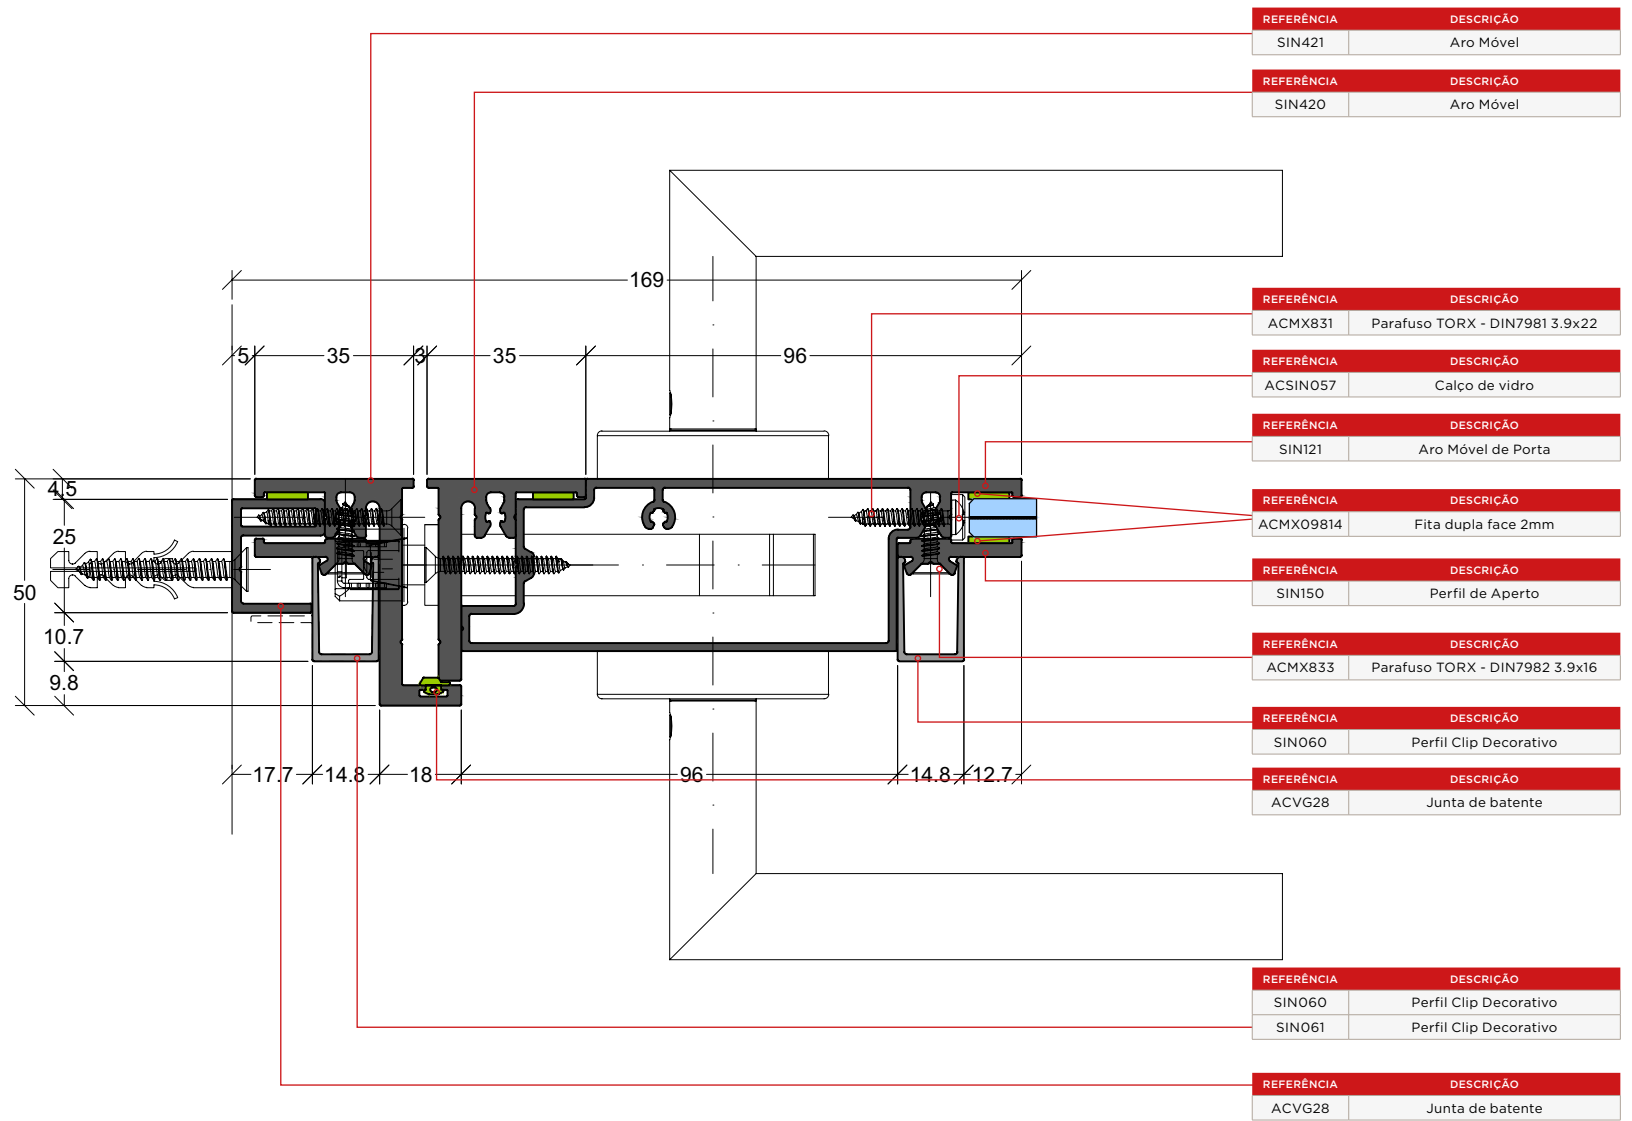 REFERÊNCIA DESCRIÇÃO
SIN421 Aro Móvel
REFERÊNCIA DESCRIÇÃO
SIN420 Aro Móvel
169
REFERÊNCIA DESCRIÇÃO
ACMX831 Parafuso TORX - DIN7981 3.9x22
5 35 3 35 96
REFERÊNCIA DESCRIÇÃO
ACSIN057 Calço de vidro
REFERÊNCIA DESCRIÇÃO
SIN121 Aro Móvel de Porta
4.5
REFERÊNCIA DESCRIÇÃO
ACMX09814 Fita dupla face 2mm
25
50
REFERÊNCIA DESCRIÇÃO
SIN150 Perfil de Aperto
10.7
REFERÊNCIA DESCRIÇÃO
ACMX833 Parafuso TORX - DIN7982 3.9x16
9.8
REFERÊNCIA DESCRIÇÃO
SIN060 Perfil Clip Decorativo
17.7 14.8 18 96 14.8 12.7
REFERÊNCIA DESCRIÇÃO
ACVG28 Junta de batente
REFERÊNCIA DESCRIÇÃO
SIN060 Perfil Clip Decorativo
SIN061 Perfil Clip Decorativo
REFERÊNCIA DESCRIÇÃO
ACVG28 Junta de batente